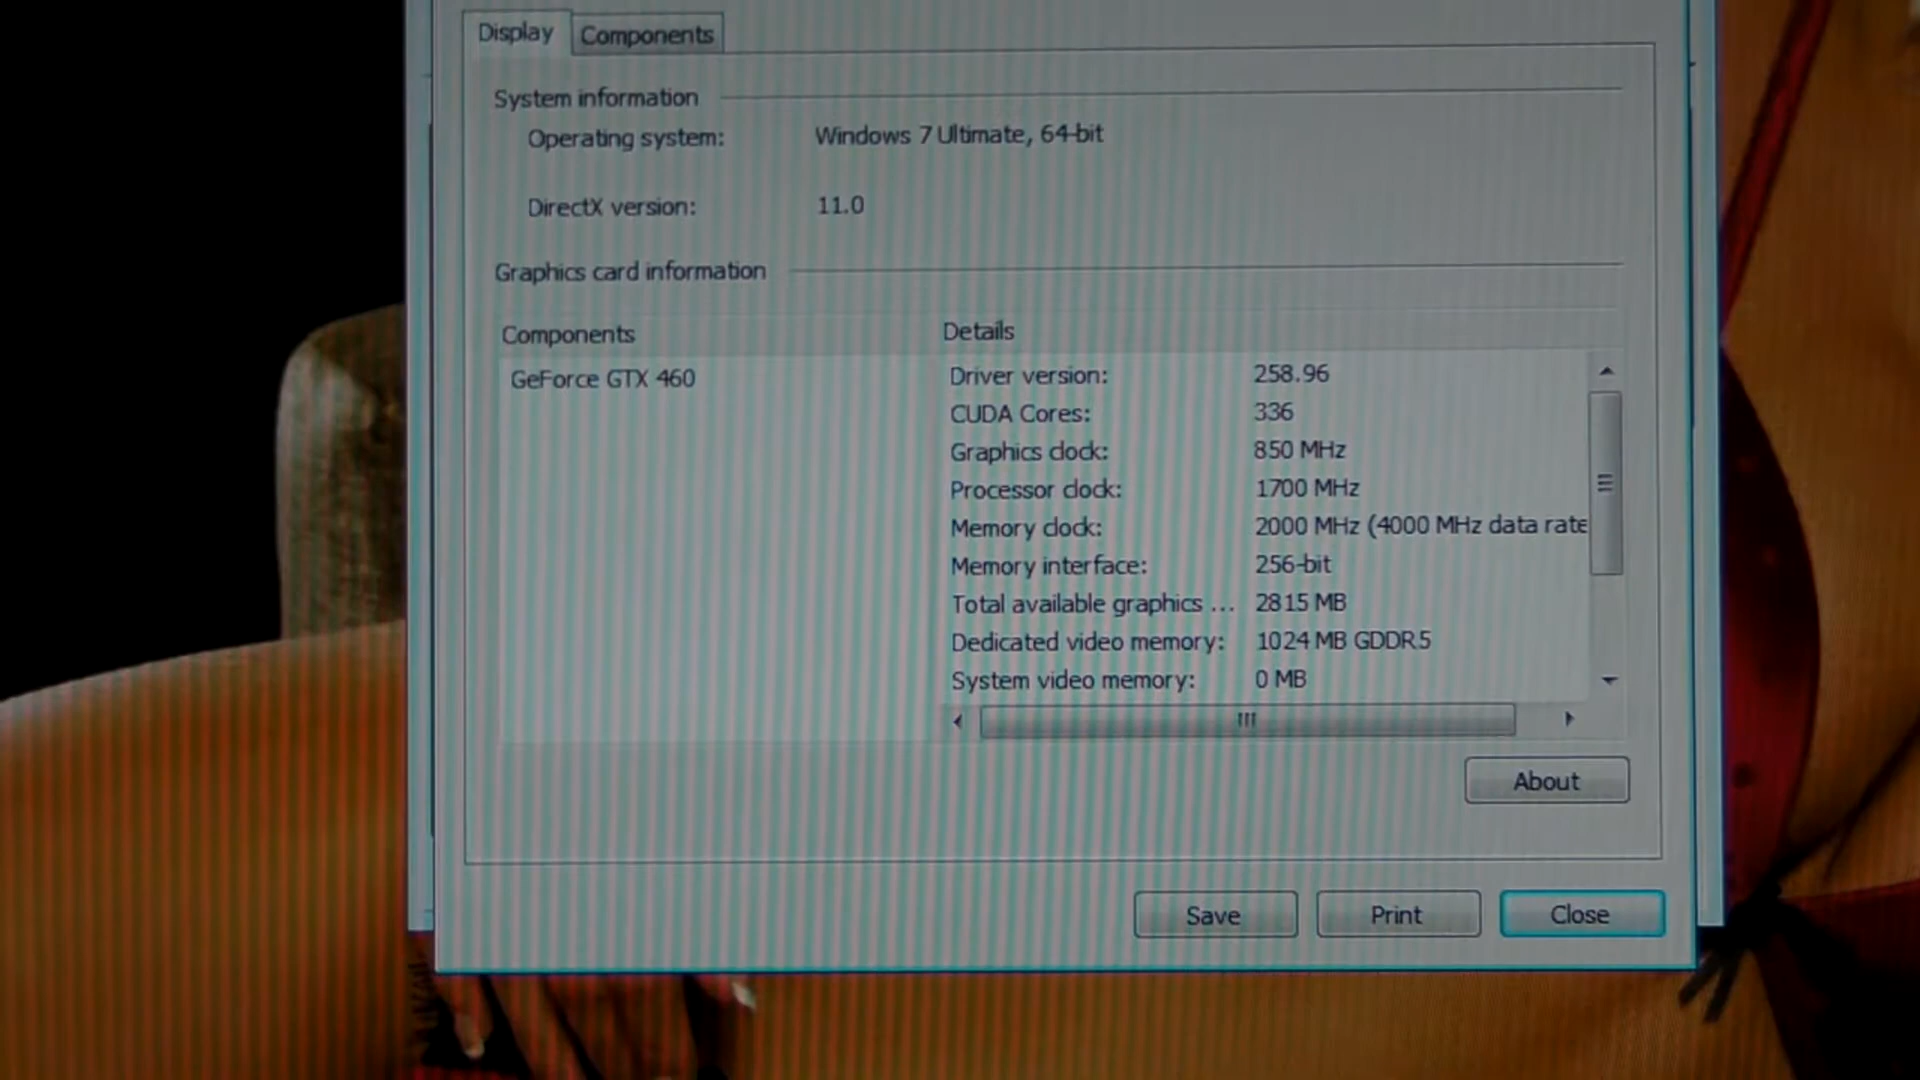 Display Components
System information
Operating system: Windows 7 Ultimate, 64-bit
DirectX version: 11.0
Graphics card information
Components Details
GeForce GTX 460
Driver version: 258.96
CUDA Cores: 336
Graphics clock: 850 MHz
Processor clock: 1700 MHz
Memory clock: 2000 MHz (4000 MHz data rate
Memory interface: 256-bit
Total available graphics ... 2815 MB
Dedicated video memory: 1024 MB GDDR5
System video memory: 0 MB
About
Save Print Close